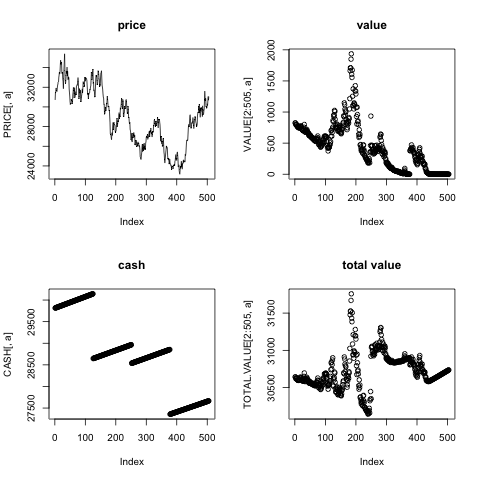 price
PRICE[, a]
24000 28000 32000
0 100 200 300 400 500
Index
value
VALUE[2:505, a]
0 500 1000 1500 2000
0 100 200 300 400 500
Index
cash
CASH[, a]
27500 28500 29500
0 100 200 300 400 500
Index
total value
TOTAL.VALUE[2:505, a]
30500 31000 31500
0 100 200 300 400 500
Index